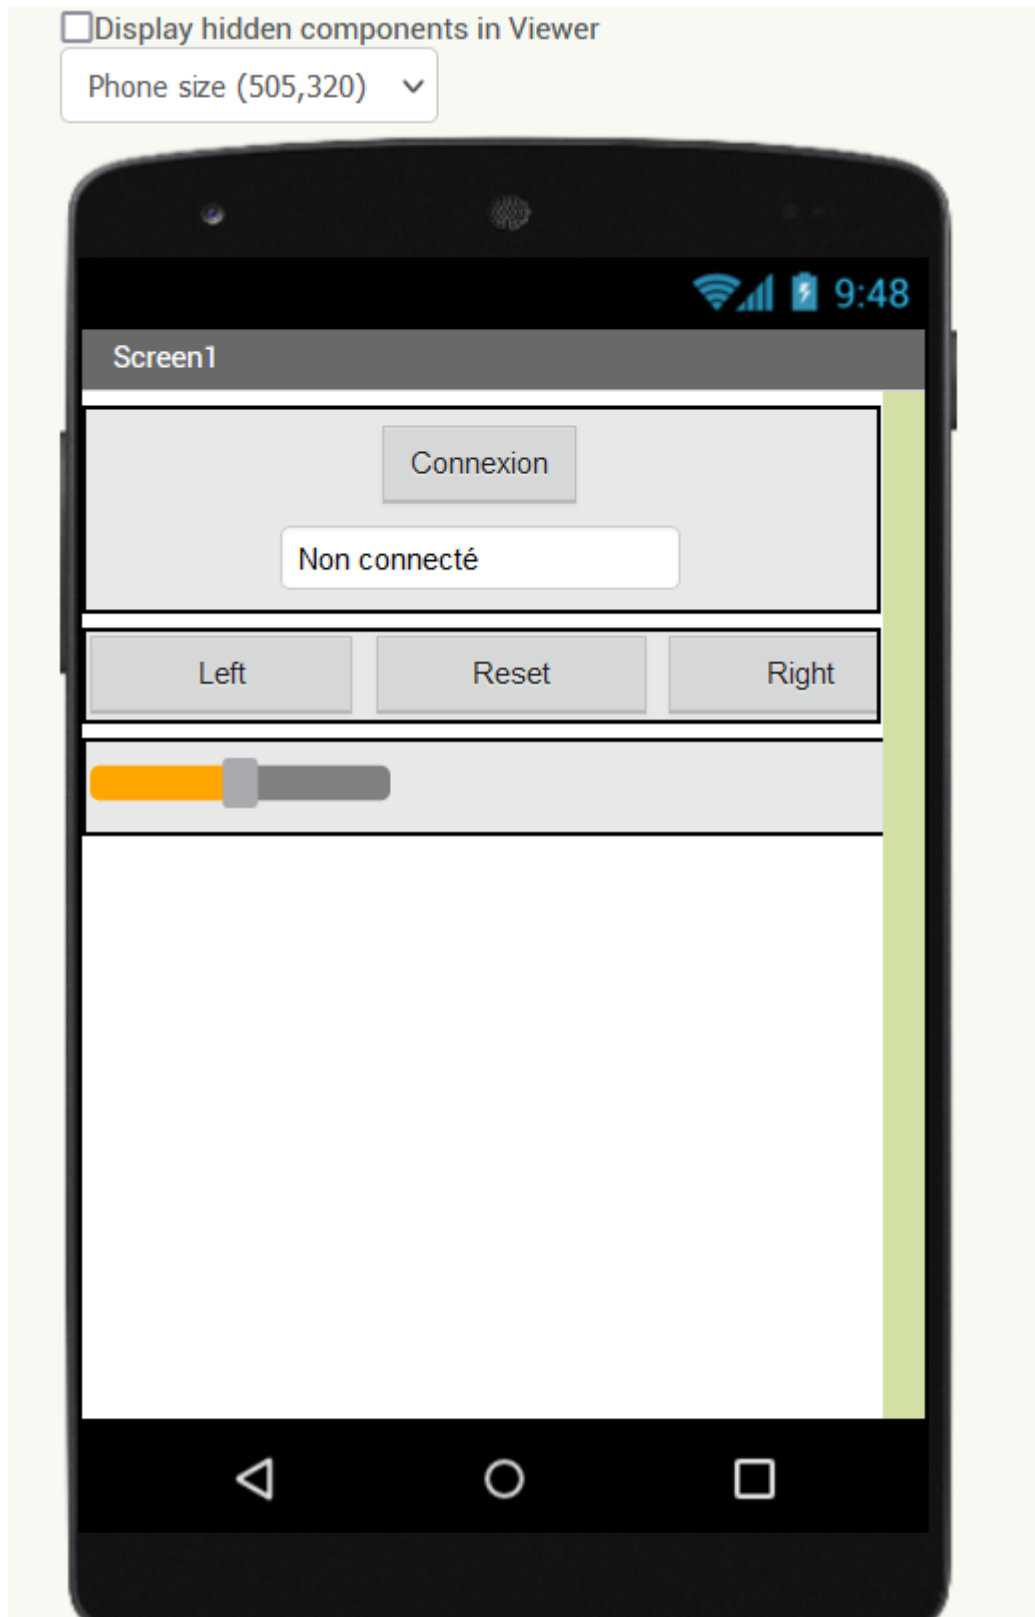 Display hidden components in Viewer
Phone size (505,320)
9:48
Screen1
Connexion
Non connecté
Left Reset Right